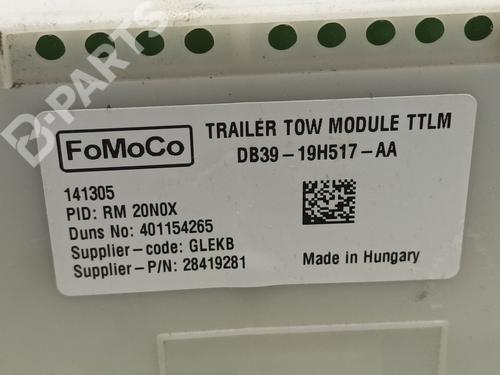 B-PARTS
FoMoCo
TRAILER TOW MODULE TTLM
DB39-19H517-AA
141305
PID: RM 20N0X
Duns No: 401154265
Supplier-code: GLEKB
Supplier-P/N: 28419281
Made in Hungary